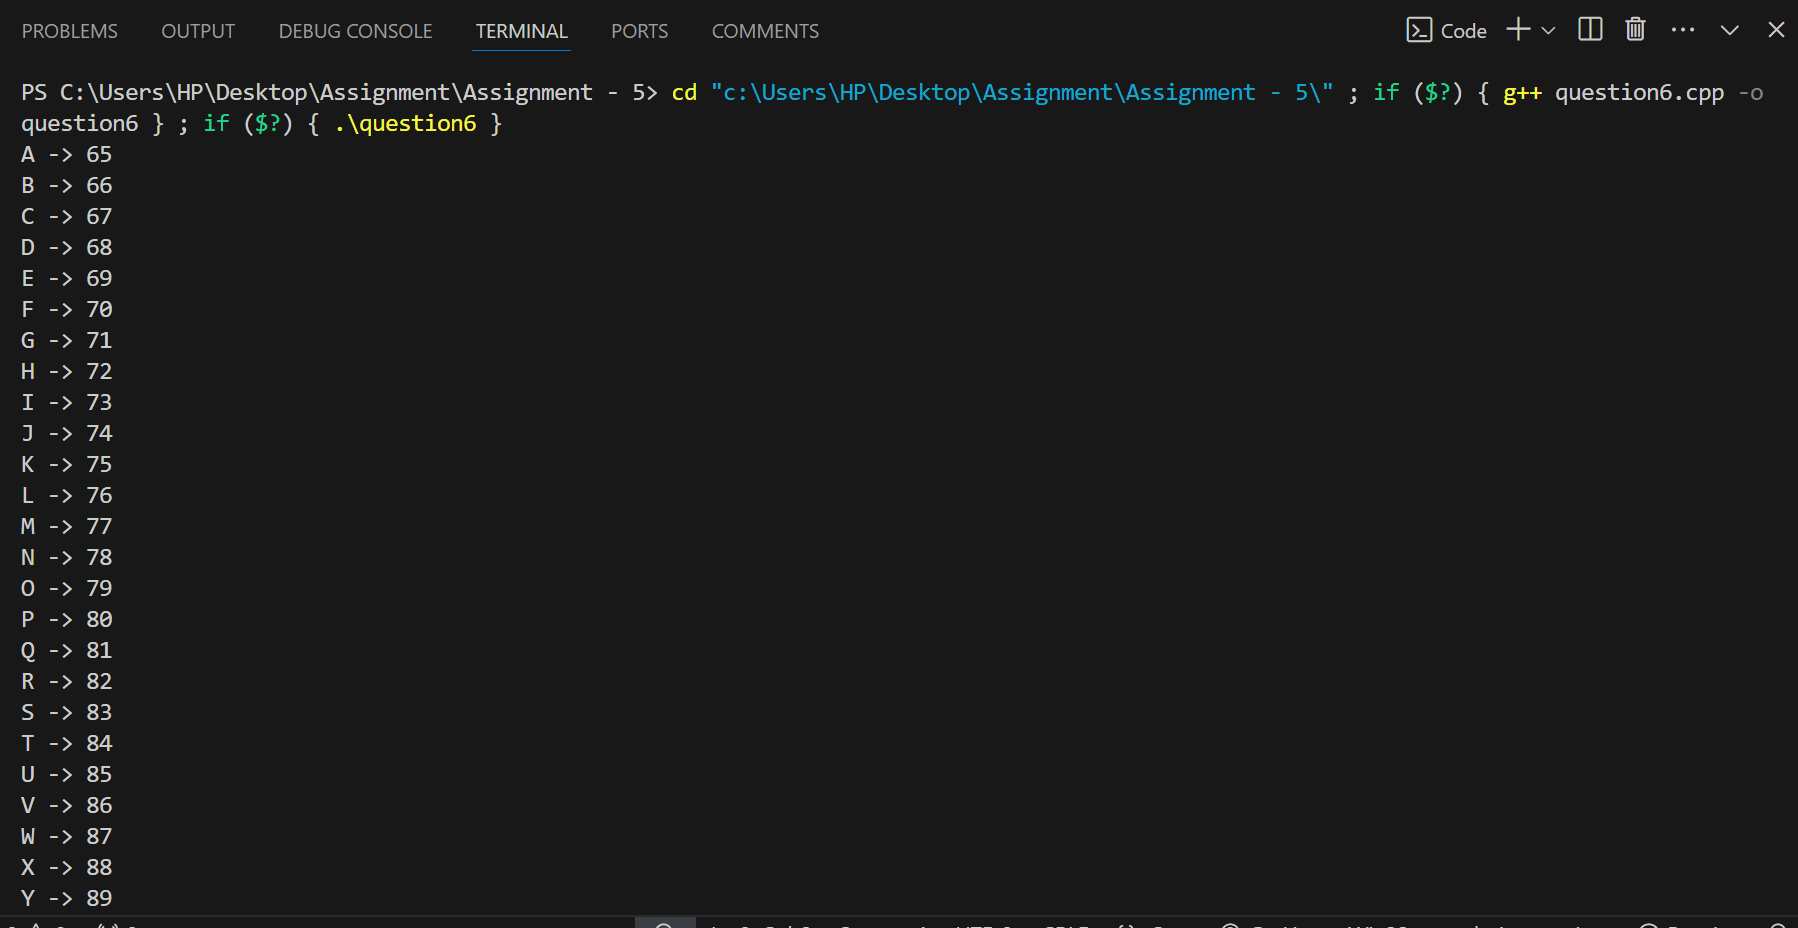 PROBLEMS OUTPUT DEBUG CONSOLE TERMINAL PORTS COMMENTS Code
PS C:\Users\HP\Desktop\Assignment\Assignment - 5> cd "c:\Users\HP\Desktop\Assignment\Assignment - 5\" ; if ($?) { g++ question6.cpp -o
question6 } ; if ($?) { .\question6 }
A -> 65
B -> 66
C -> 67
D -> 68
E -> 69
F -> 70
G -> 71
H -> 72
I -> 73
J -> 74
K -> 75
L -> 76
M -> 77
N -> 78
O -> 79
P -> 80
Q -> 81
R -> 82
S -> 83
T -> 84
U -> 85
V -> 86
W -> 87
X -> 88
Y -> 89